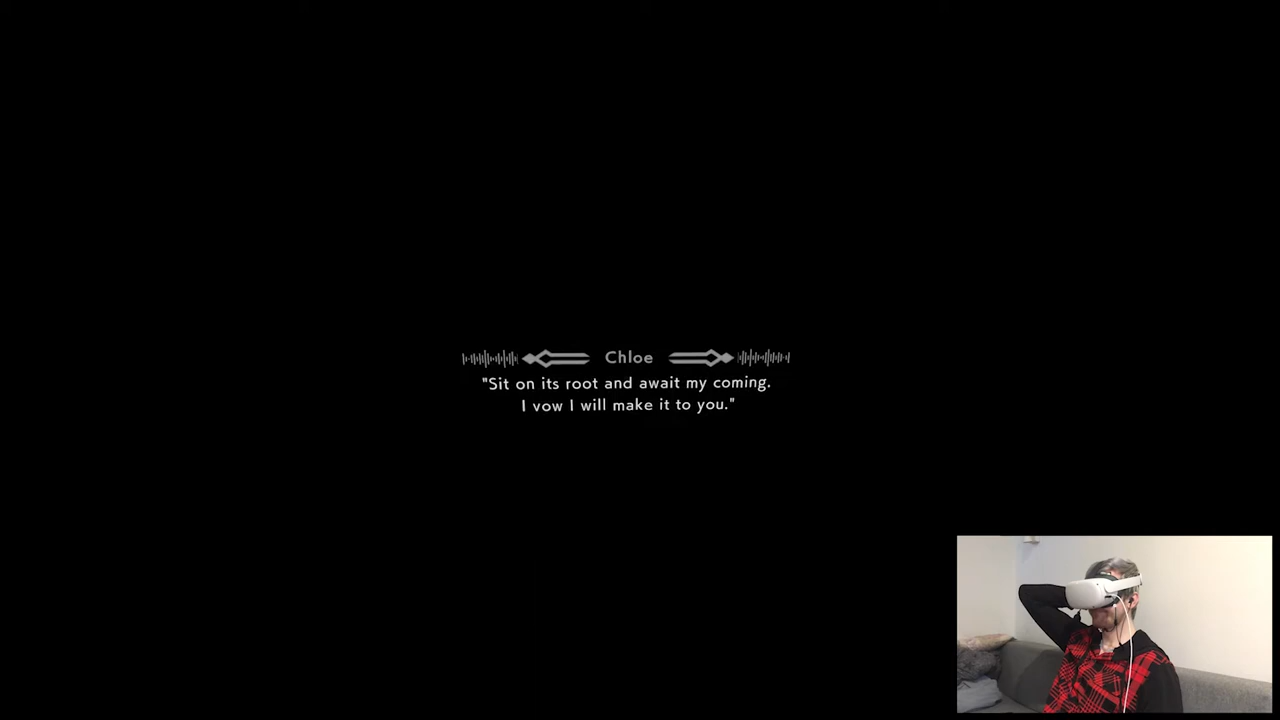 Chloe
"Sit on its root and await my coming.
I vow I will make it to you."